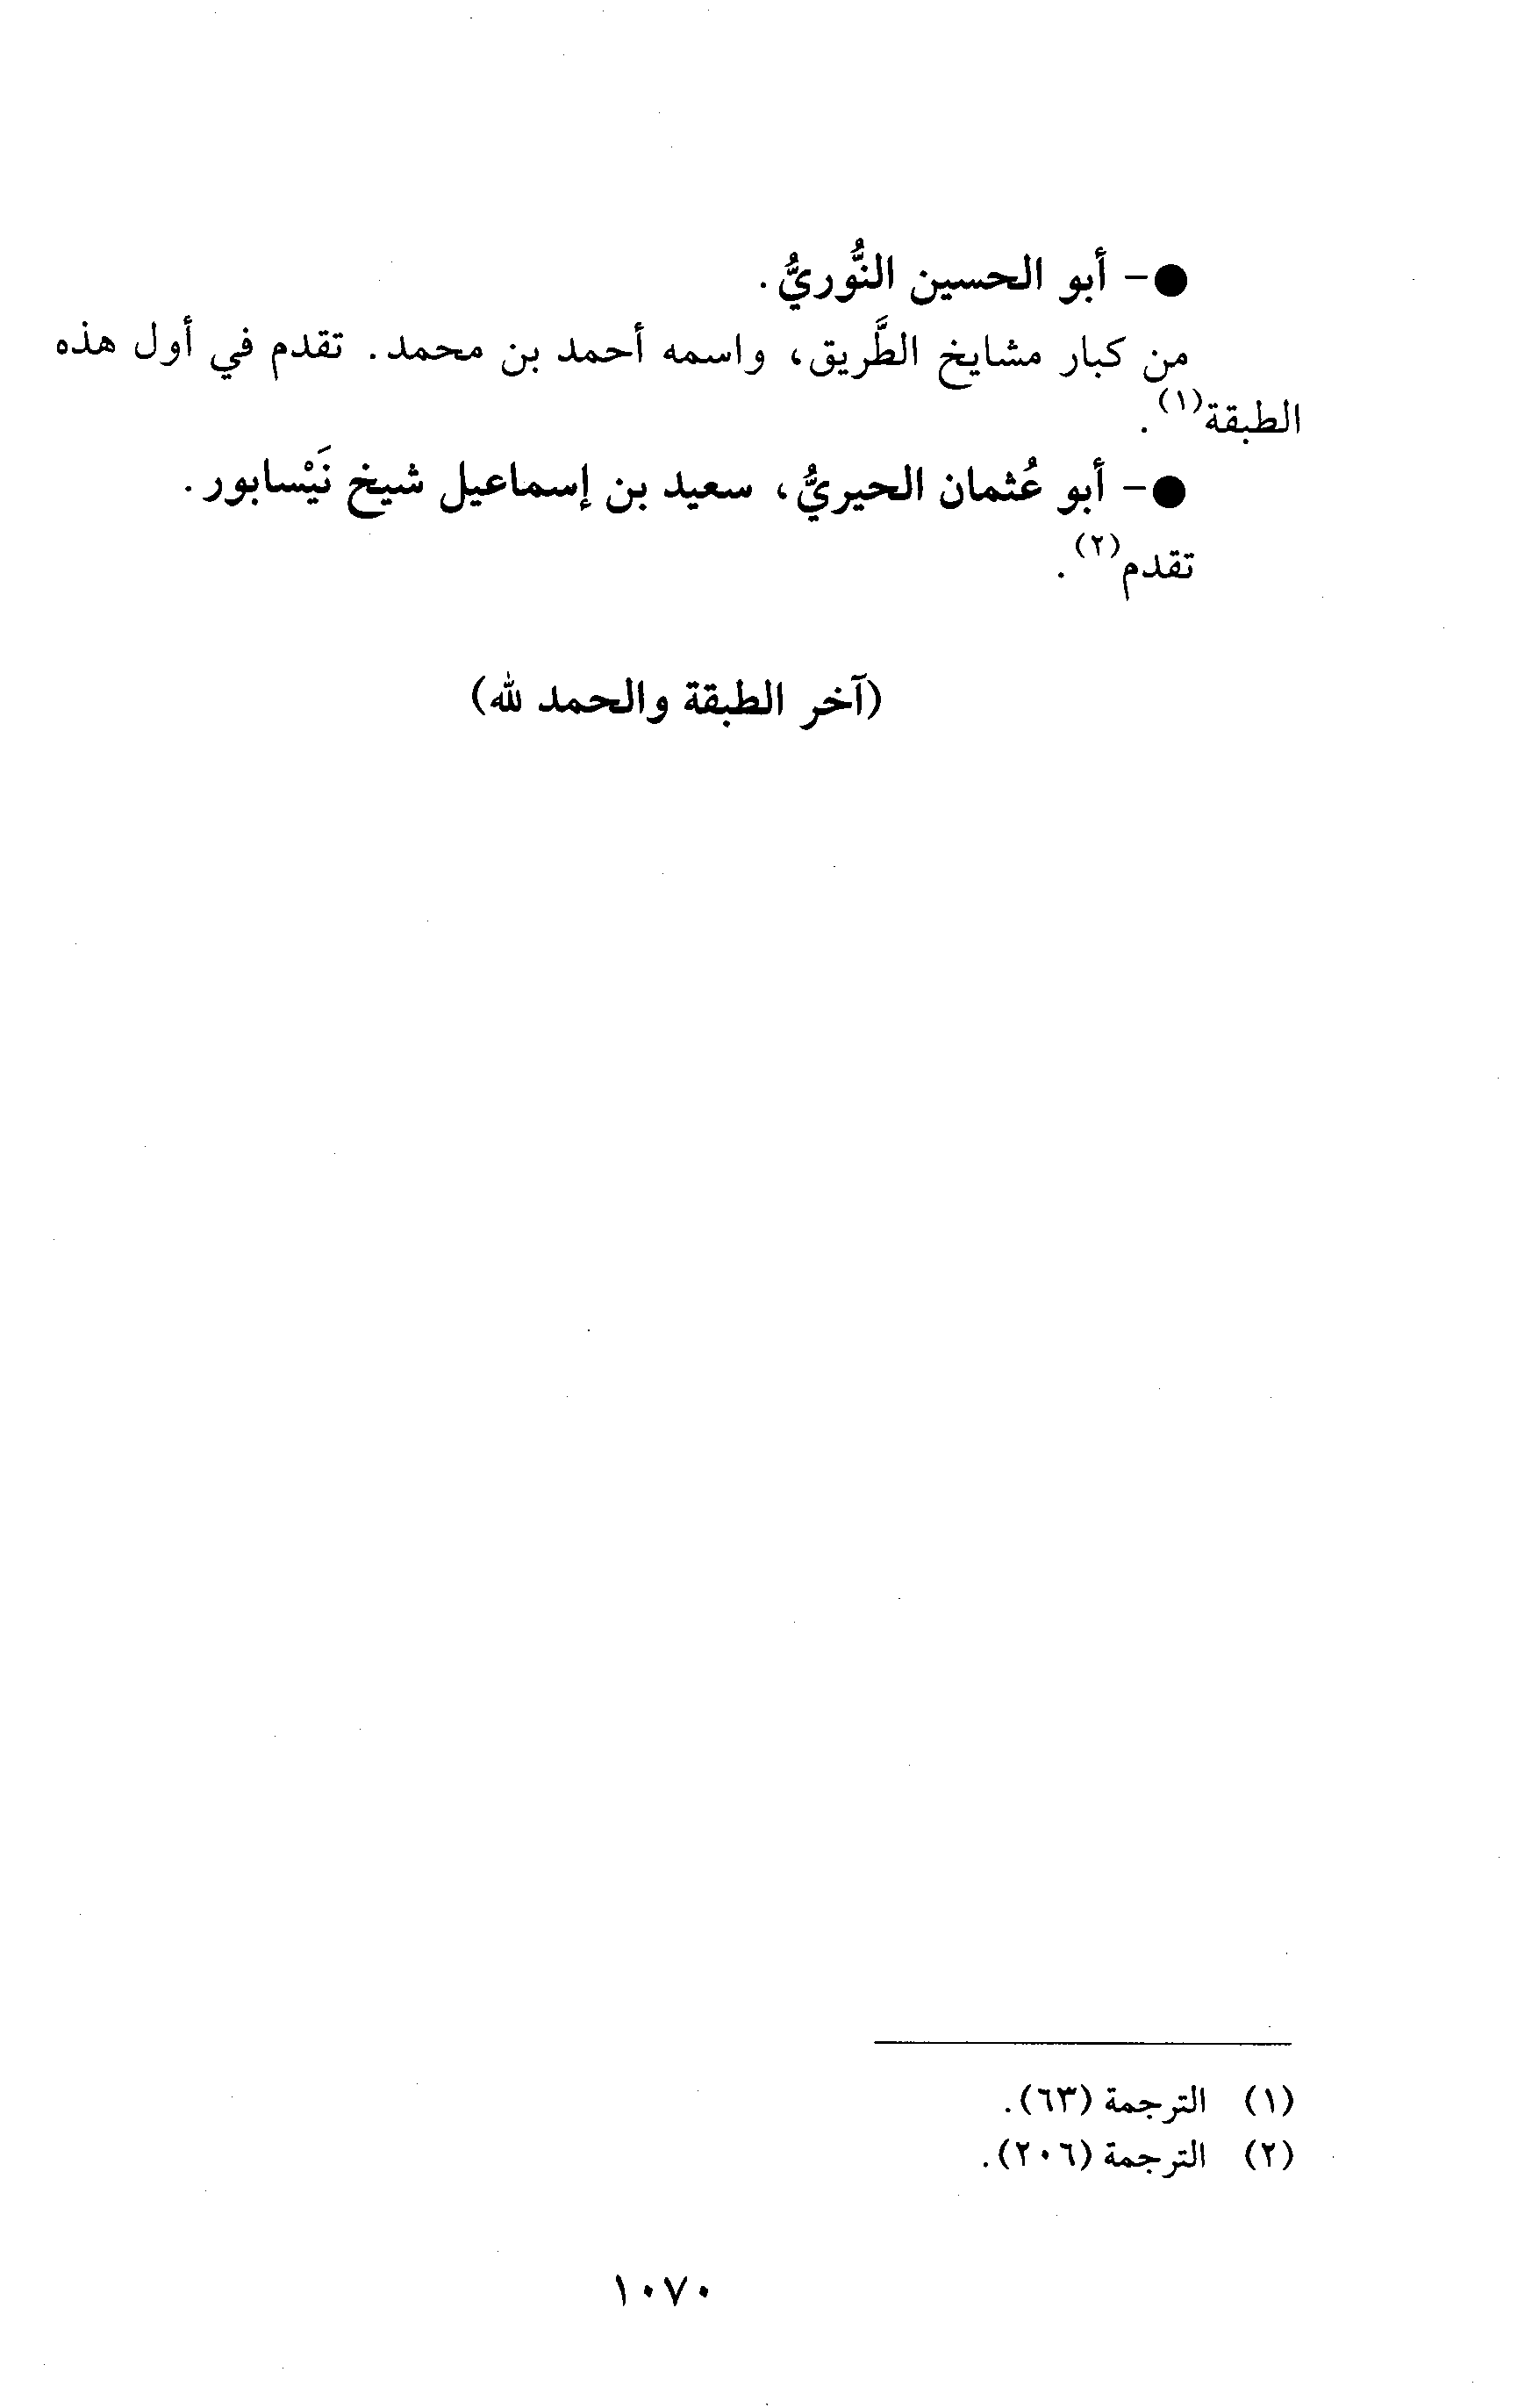 ●- أبو الحسين النُّوريُّ.
من كبار مشايخ الطَّريق، واسمه أحمد بن محمد. تقدم في أول هذه
الطبقة(١).
●- أبو عُثمان الحيريُّ، سعيد بن إسماعيل شيخ نَيْسابور.
تقدم(٢).
(آخر الطبقة والحمد لله)
(١) الترجمة (٦٣).
(٢) الترجمة (٢٠٦).
١٠٧٠